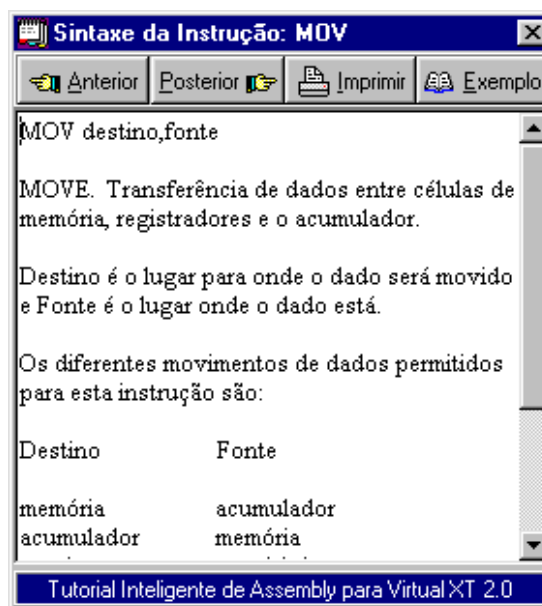 Sintaxe da Instrução: MOV
Anterior Posterior Imprimir Exemplo
MOV destino,fonte
MOVE. Transferência de dados entre células de
memória, registradores e o acumulador.
Destino é o lugar para onde o dado será movido
e Fonte é o lugar onde o dado está.
Os diferentes movimentos de dados permitidos
para esta instrução são:
Destino Fonte
memória acumulador
acumulador memória
Tutorial Inteligente de Assembly para Virtual XT 2.0